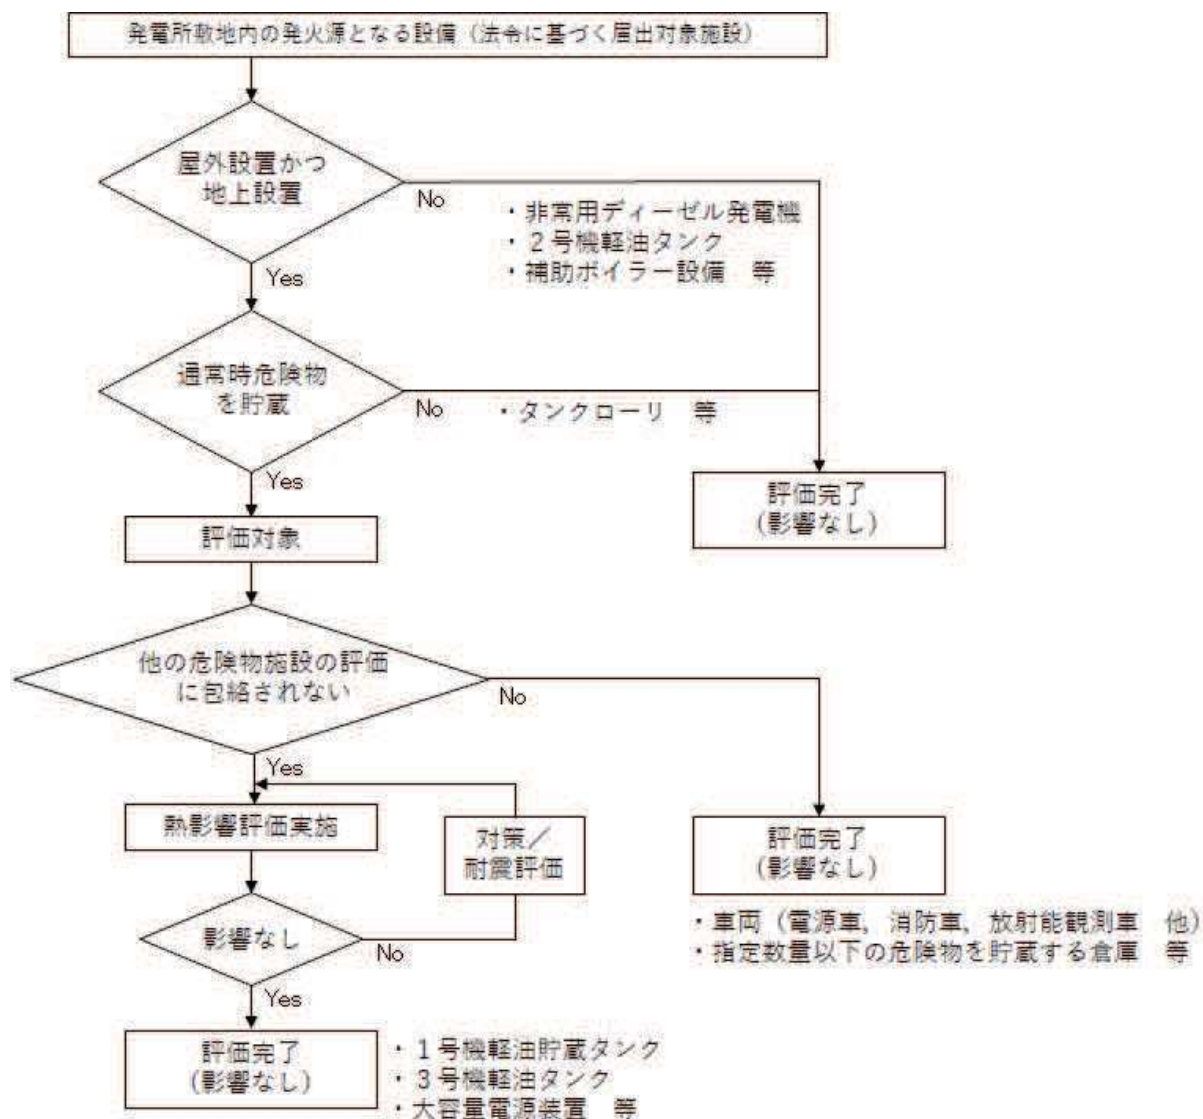 発電所敷地内の発火源となる設備（法令に基づく届出対象施設）
屋外設置かつ
地上設置
No
・非常用ディーゼル発電機
・２号機軽油タンク
・補助ボイラー設備　等
Yes
通常時危険物
を貯蔵
No
・タンクローリ　等
Yes
評価完了
(影響なし)
評価対象
他の危険物施設の評価
に包絡されない
No
Yes
熱影響評価実施
対策／
耐震評価
評価完了
(影響なし)
・車両（電源車，消防車，放射能観測車　他）
・指定数量以下の危険物を貯蔵する倉庫　等
影響なし
No
Yes
評価完了
(影響なし)
・１号機軽油貯蔵タンク
・３号機軽油タンク
・大容量電源装置　等